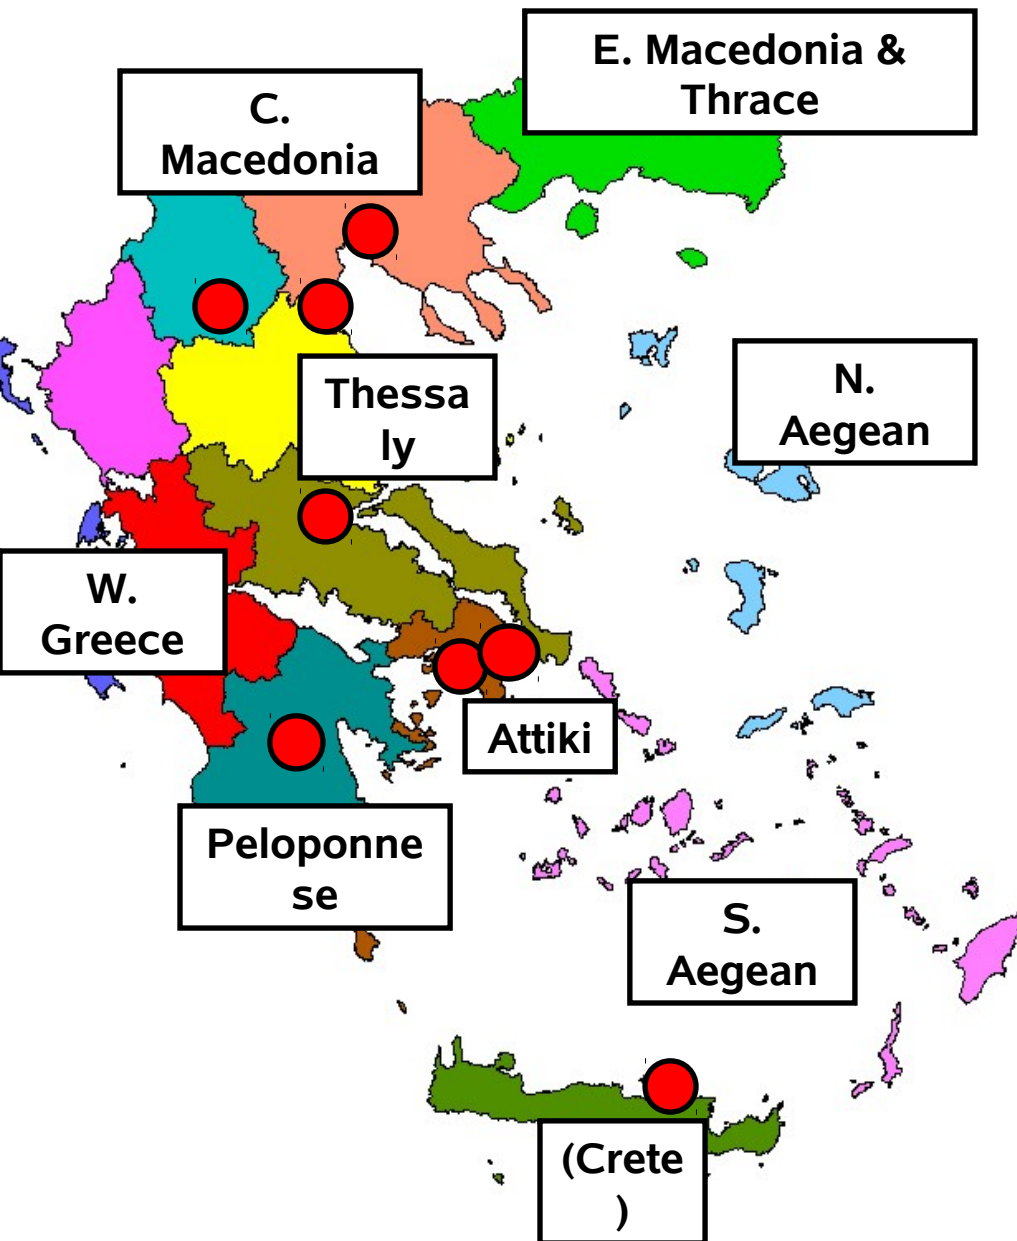 E. Macedonia &
Thrace
C.
Macedonia
N.
Aegean
Thessa
ly
W.
Greece
Attiki
Peloponne
se
S.
Aegean
(Crete
)